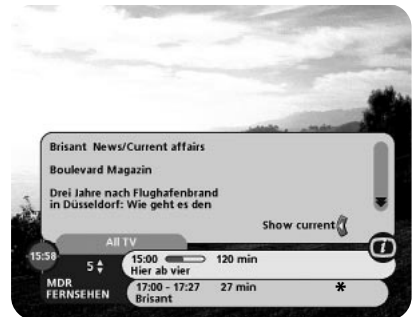 Brisant News/Current affairs
Boulevard Magazin
Drei Jahre nach Flughafenbrand
in Düsseldorf: Wie geht es den
Show current
All TV
15:58
5
15:00 120 min
Hier ab vier
MDR
FERNSEHEN
17:00 - 17:27 27 min *
Brisant
i